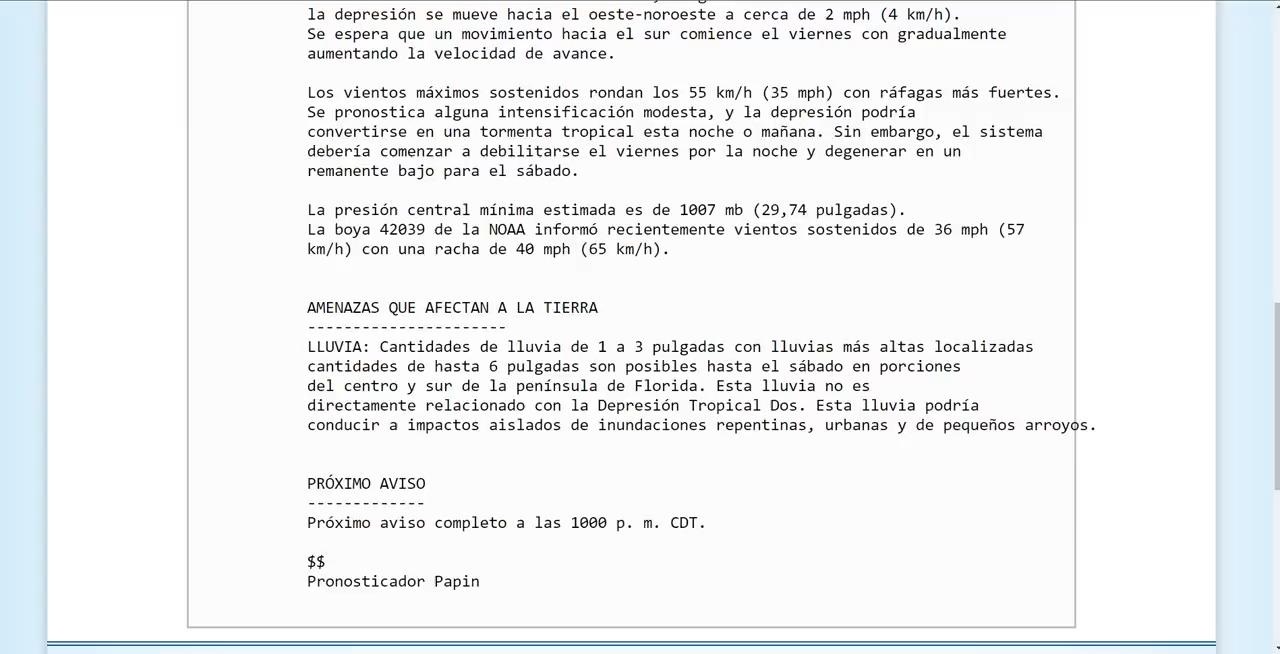 la depresión se mueve hacia el oeste-noroeste a cerca de 2 mph (4 km/h).
Se espera que un movimiento hacia el sur comience el viernes con gradualmente
aumentando la velocidad de avance.
Los vientos máximos sostenidos rondan los 55 km/h (35 mph) con ráfagas más fuertes.
Se pronostica alguna intensificación modesta, y la depresión podría
convertirse en una tormenta tropical esta noche o mañana. Sin embargo, el sistema
debería comenzar a debilitarse el viernes por la noche y degenerar en un
remanente bajo para el sábado.
La presión central mínima estimada es de 1007 mb (29,74 pulgadas).
La boya 42039 de la NOAA informó recientemente vientos sostenidos de 36 mph (57
km/h) con una racha de 40 mph (65 km/h).
AMENAZAS QUE AFECTAN A LA TIERRA
----------------------
LLUVIA: Cantidades de lluvia de 1 a 3 pulgadas con lluvias más altas localizadas
cantidades de hasta 6 pulgadas son posibles hasta el sábado en porciones
del centro y sur de la península de Florida. Esta lluvia no es
directamente relacionado con la Depresión Tropical Dos. Esta lluvia podría
conducir a impactos aislados de inundaciones repentinas, urbanas y de pequeños arroyos.
PRÓXIMO AVISO
-------------
Próximo aviso completo a las 1000 p. m. CDT.
$$
Pronosticador Papin